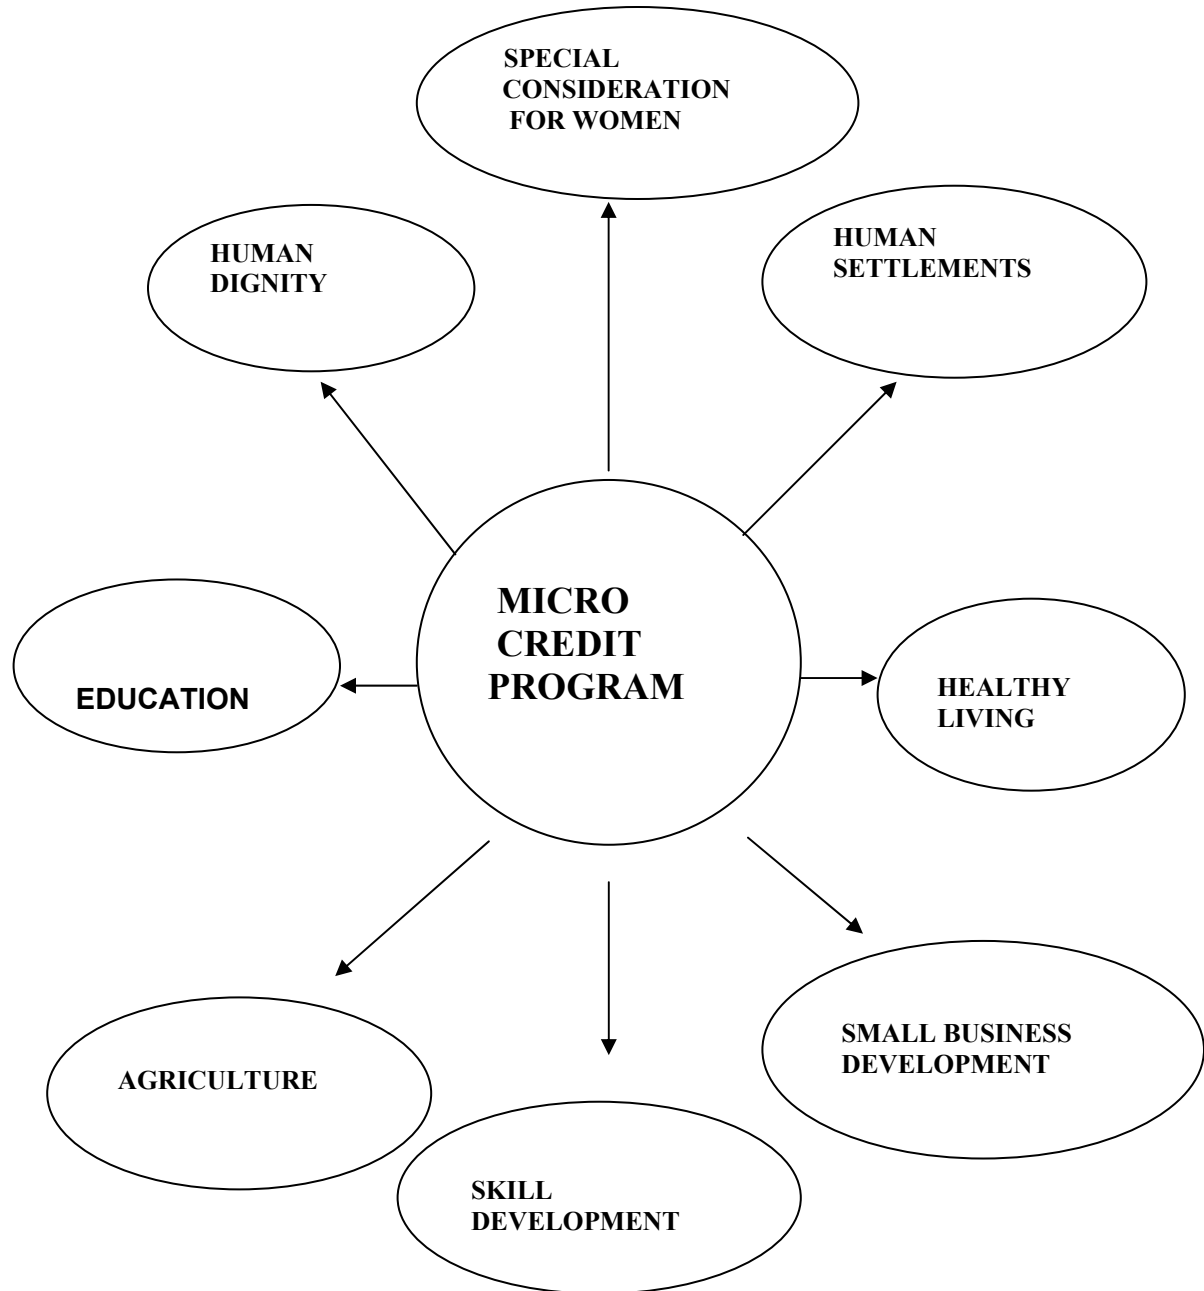 SPECIAL
CONSIDERATION
FOR WOMEN
HUMAN
DIGNITY
HUMAN
SETTLEMENTS
MICRO
CREDIT
PROGRAM
EDUCATION
HEALTHY
LIVING
SMALL BUSINESS
DEVELOPMENT
AGRICULTURE
SKILL
DEVELOPMENT